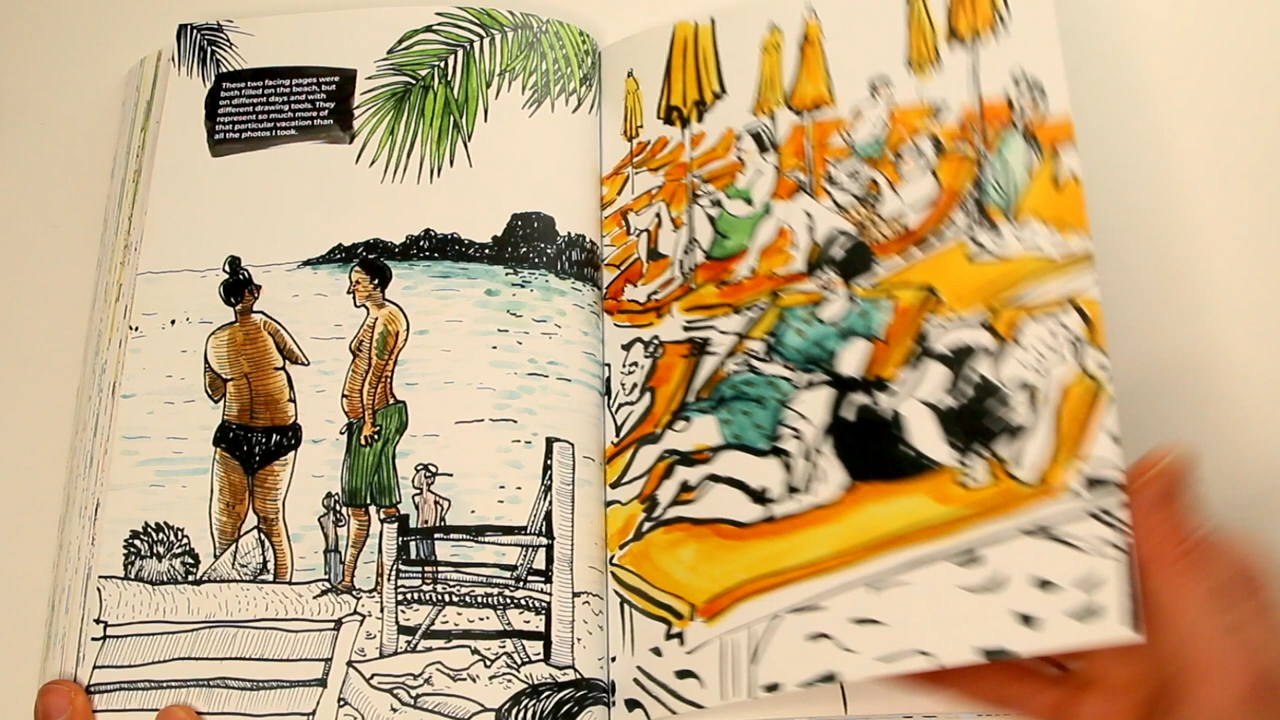 These two facing pages were
both filled on the beach, but
on different days and with
different drawing tools. They
represent so much more of
that particular vacation than
all the photos I took.